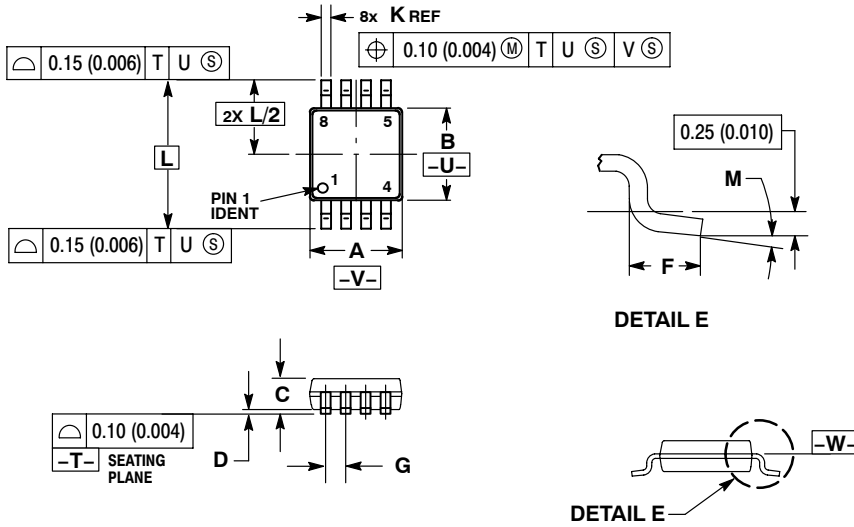 8x K REF
⌖ 0.10 (0.004) Ⓜ T U Ⓢ V Ⓢ
⌓ 0.15 (0.006) T U Ⓢ
2X L/2
8 5
L
B
-U-
PIN 1
IDENT
1 4
⌓ 0.15 (0.006) T U Ⓢ
A
-V-
0.25 (0.010)
M
F
DETAIL E
C
⌓ 0.10 (0.004)
-T- SEATING
PLANE
D
G
-W-
DETAIL E